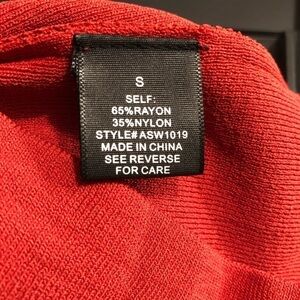 S
SELF:
65%RAYON
35%NYLON
STYLE# ASW1019
MADE IN CHINA
SEE REVERSE
FOR CARE